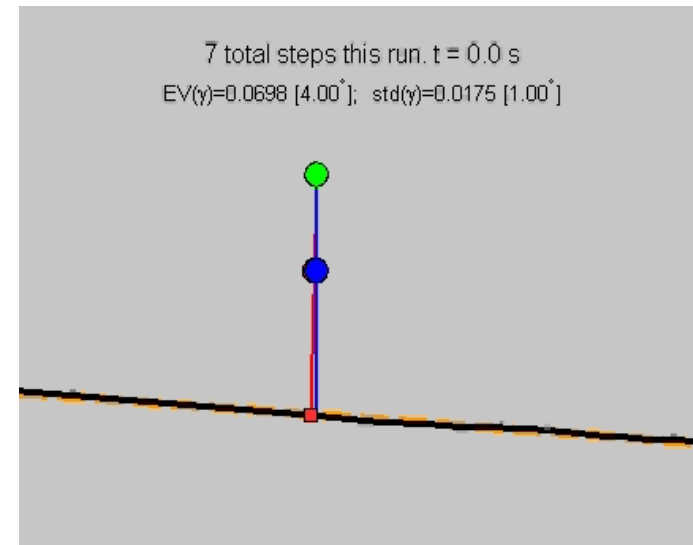 7 total steps this run. t = 0.0 s
EV(γ)=0.0698 [4.00°];  std(γ)=0.0175 [1.00°]